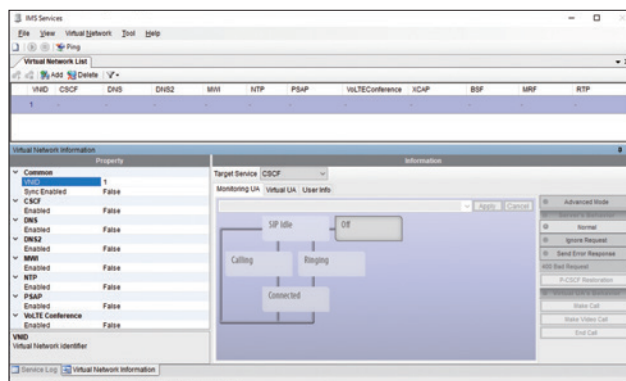 IMS Services
File View Virtual Network Tool Help
Ping
Virtual Network List
Add Delete
VNID CSCF DNS DNS2 MWI NTP PSAP VoLTEConference XCAP BSF MRF RTP
1 - - - - - - - - - - -
Virtual Network Information
Property
Common
VNID 1
Sync Enabled False
CSCF
Enabled False
DNS
Enabled False
DNS2
Enabled False
MWI
Enabled False
NTP
Enabled False
PSAP
Enabled False
VoLTE Conference
Enabled False
VNID
Virtual Network Identifier
Information
Target Service CSCF
Monitoring UA Virtual UA User Info
Apply Cancel
SIP Idle Off
Calling Ringing
Connected
Advanced Mode
Normal
Ignore Request
Send Error Response
400 Bad Request
P-CSCF Restoration
Make Call
Make Video Call
End Call
Service Log Virtual Network Information